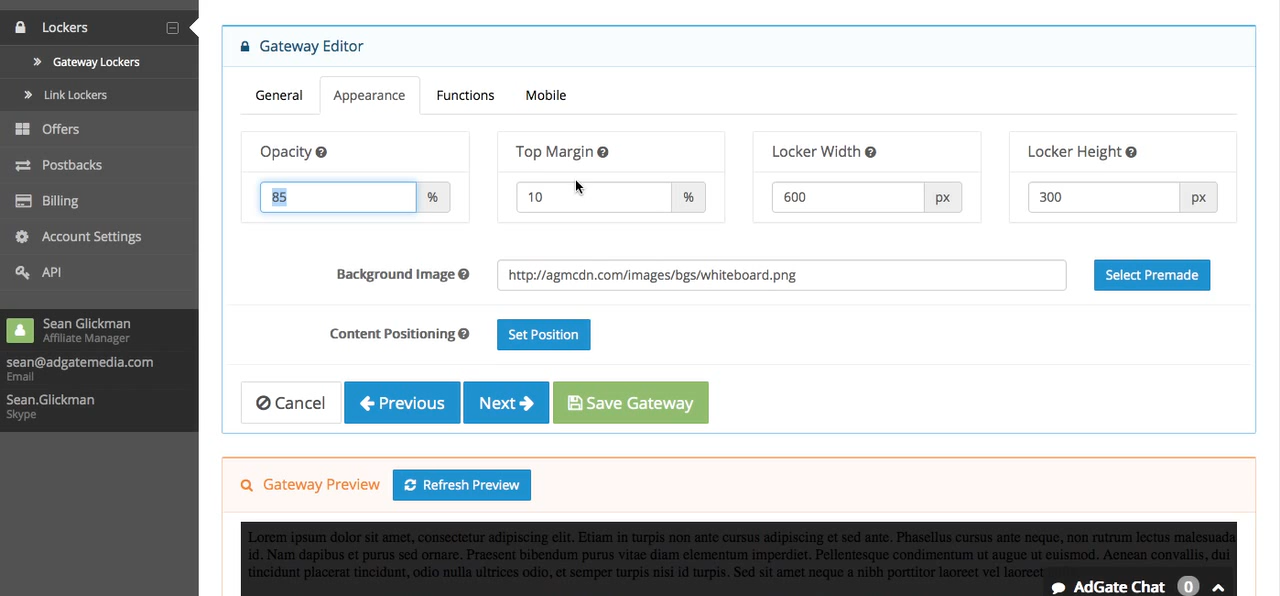 Lockers
Gateway Lockers
Link Lockers
Offers
Postbacks
Billing
Account Settings
API
Sean Glickman
Affiliate Manager
sean@adgatemedia.com
Email
Sean.Glickman
Skype
Gateway Editor
General Appearance Functions Mobile
Opacity Top Margin Locker Width Locker Height
85 % 10 % 600 px 300 px
Background Image http://agmcdn.com/images/bgs/whiteboard.png Select Premade
Content Positioning Set Position
Cancel Previous Next Save Gateway
Gateway Preview Refresh Preview
Lorem ipsum dolor sit amet, consectetur adipiscing elit. Etiam in turpis non ante cursus adipiscing et sed ante. Phasellus cursus ante neque, non rutrum lectus malesuada
id. Nam dapibus et purus sed ornare. Praesent bibendum purus vitae diam elementum imperdiet. Pellentesque condimentum ut augue ut euismod. Aenean convallis, dui
tincidunt placerat tincidunt, odio nulla ultrices odio, et semper turpis nisi id turpis. Sed sit amet neque a nibh porttitor laoreet vel laoreet
AdGate Chat 0